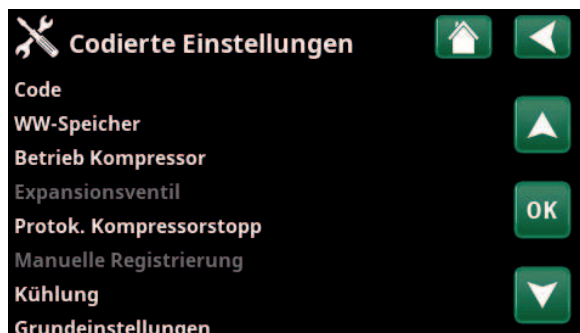 Codierte Einstellungen
Code
WW-Speicher
Betrieb Kompressor
Expansionsventil
OK
Protok. Kompressorstopp
Manuelle Registrierung
Kühlung
Grundeinstellungen